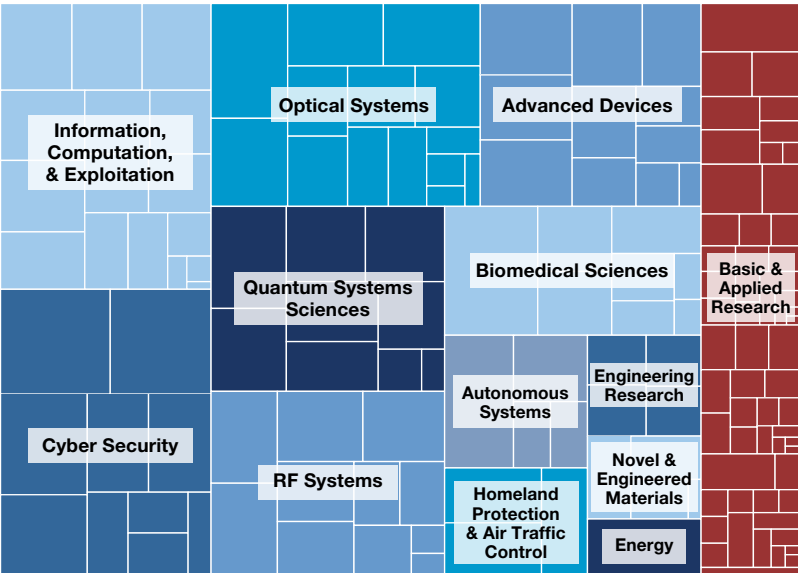 Information,
Computation,
& Exploitation
Optical Systems
Advanced Devices
Quantum Systems
Sciences
Biomedical Sciences
Basic &
Applied
Research
Cyber Security
RF Systems
Autonomous
Systems
Engineering
Research
Novel &
Engineered
Materials
Homeland
Protection
& Air Traffic
Control
Energy